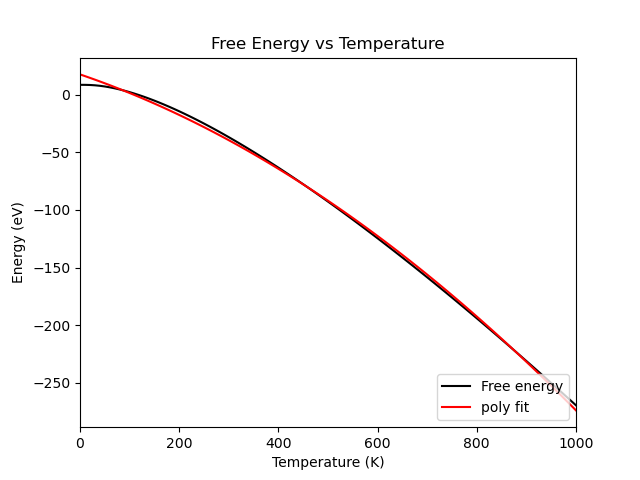 Free Energy vs Temperature
Energy (eV)
0
−50
−100
−150
−200
−250
Free energy
poly fit
0
200
400
600
800
1000
Temperature (K)